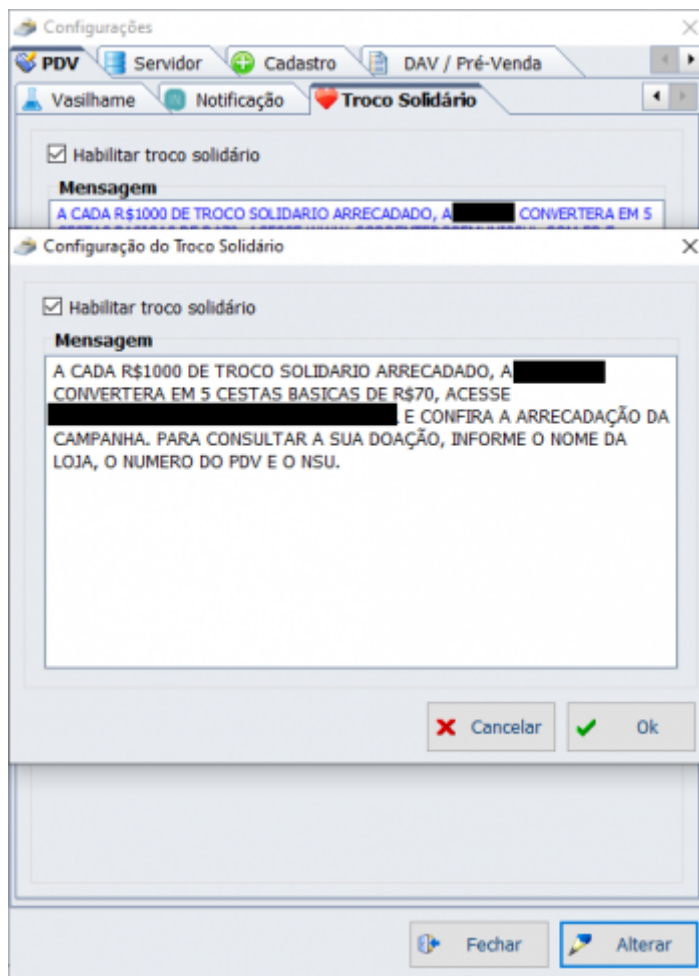 Configurações
PDV Servidor Cadastro DAV / Pré-Venda
Vasilhame Notificação Troco Solidário
Habilitar troco solidário
Mensagem
A CADA R$1000 DE TROCO SOLIDARIO ARRECADADO, A CONVERTERA EM 5
Configuração do Troco Solidário
Habilitar troco solidário
Mensagem
A CADA R$1000 DE TROCO SOLIDARIO ARRECADADO, A
CONVERTERA EM 5 CESTAS BASICAS DE R$70, ACESSE
E CONFIRA A ARRECADAÇÃO DA
CAMPANHA. PARA CONSULTAR A SUA DOAÇÃO, INFORME O NOME DA
LOJA, O NUMERO DO PDV E O NSU.
Cancelar Ok
Fechar Alterar